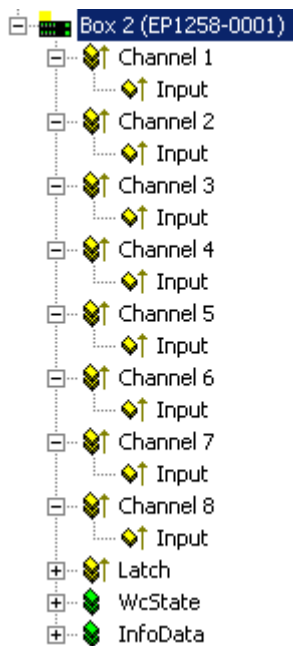 Box 2 (EP1258-0001)
Channel 1
Input
Channel 2
Input
Channel 3
Input
Channel 4
Input
Channel 5
Input
Channel 6
Input
Channel 7
Input
Channel 8
Input
Latch
WcState
InfoData